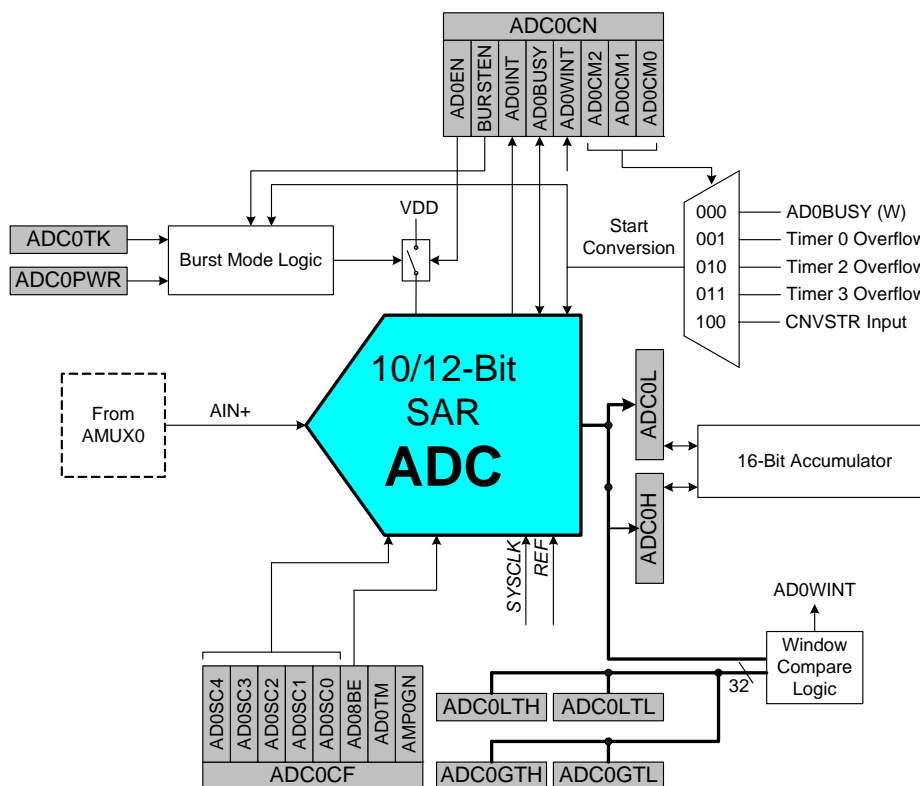 ADC0CN
AD0EN
BURSTEN
AD0INT
AD0BUSY
AD0WINT
AD0CM2
AD0CM1
AD0CM0
VDD
Start
Conversion
000
AD0BUSY (W)
001
Timer 0 Overflow
010
Timer 2 Overflow
011
Timer 3 Overflow
100
CNVSTR Input
ADC0TK
ADC0PWR
Burst Mode Logic
From
AMUX0
AIN+
10/12-Bit
SAR
ADC
ADC0L
ADC0H
16-Bit Accumulator
SYSCLK
REF
AD0WINT
Window
Compare
Logic
32
AD0SC4
AD0SC3
AD0SC2
AD0SC1
AD0SC0
AD08BE
AD0TM
AMP0GN
ADC0CF
ADC0LTH
ADC0LTL
ADC0GTH
ADC0GTL